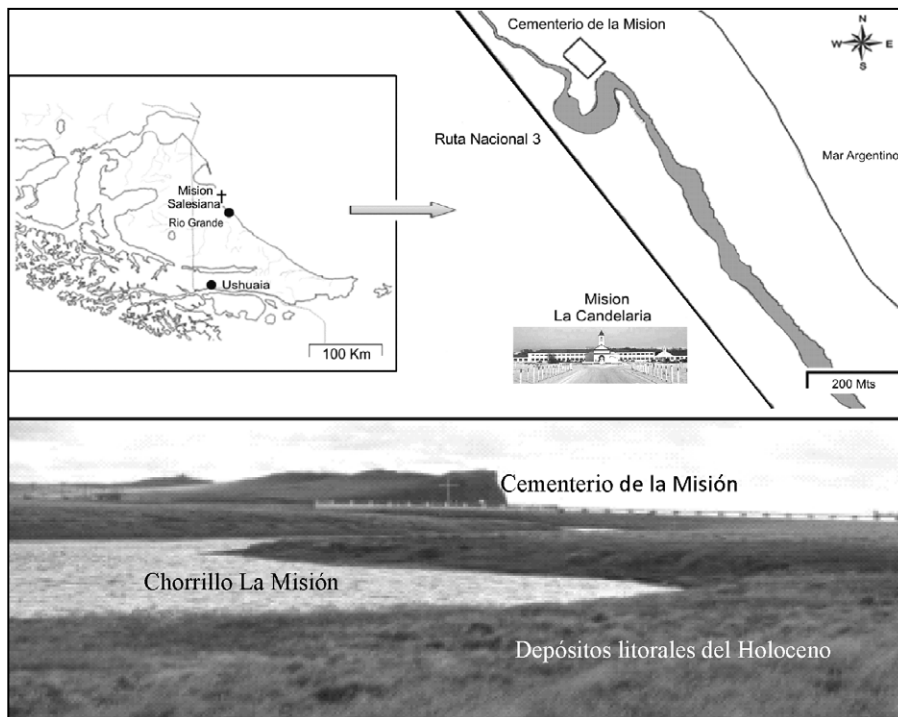 Mision
Salesiana
Rio Grande
Ushuaia
100 Km
Cementerio de la Mision
N
W E
S
Ruta Nacional 3
Mar Argentino
Mision
La Candelaria
200 Mts
Cementerio de la Misión
Chorrillo La Misión
Depósitos litorales del Holoceno